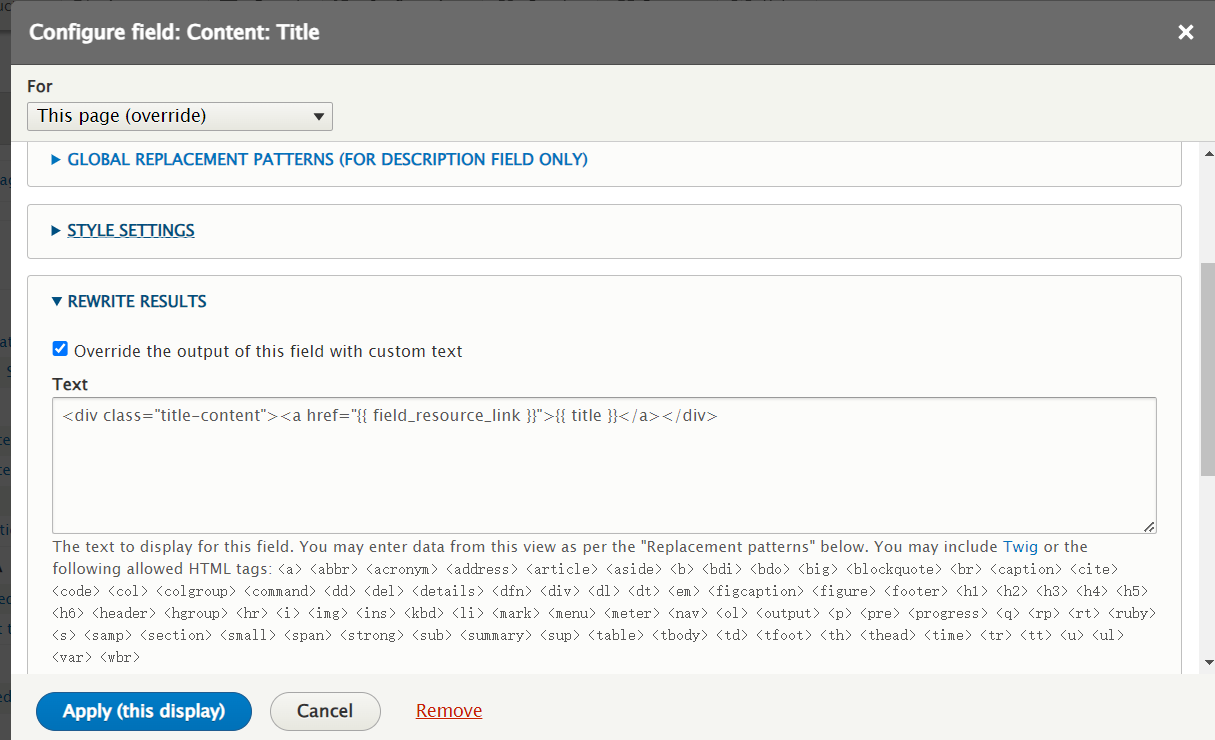 Configure field: Content: Title
For
This page (override)
GLOBAL REPLACEMENT PATTERNS (FOR DESCRIPTION FIELD ONLY)
STYLE SETTINGS
REWRITE RESULTS
Override the output of this field with custom text
Text
<div class="title-content"><a href="{{ field_resource_link }}">{{ title }}</a></div>
The text to display for this field. You may enter data from this view as per the "Replacement patterns" below. You may include Twig or the
following allowed HTML tags: <a> <abbr> <acronym> <address> <article> <aside> <b> <bdi> <bdo> <big> <blockquote> <br> <caption> <cite>
<code> <col> <colgroup> <command> <dd> <del> <details> <dfn> <div> <dl> <dt> <em> <figcaption> <figure> <footer> <h1> <h2> <h3> <h4> <h5>
<h6> <header> <hgroup> <hr> <i> <img> <ins> <kbd> <li> <mark> <menu> <meter> <nav> <ol> <output> <p> <pre> <progress> <q> <rp> <rt> <ruby>
<s> <samp> <section> <small> <span> <strong> <sub> <summary> <sup> <table> <tbody> <td> <tfoot> <th> <thead> <time> <tr> <tt> <u> <ul>
<var> <wbr>
Apply (this display)
Cancel
Remove